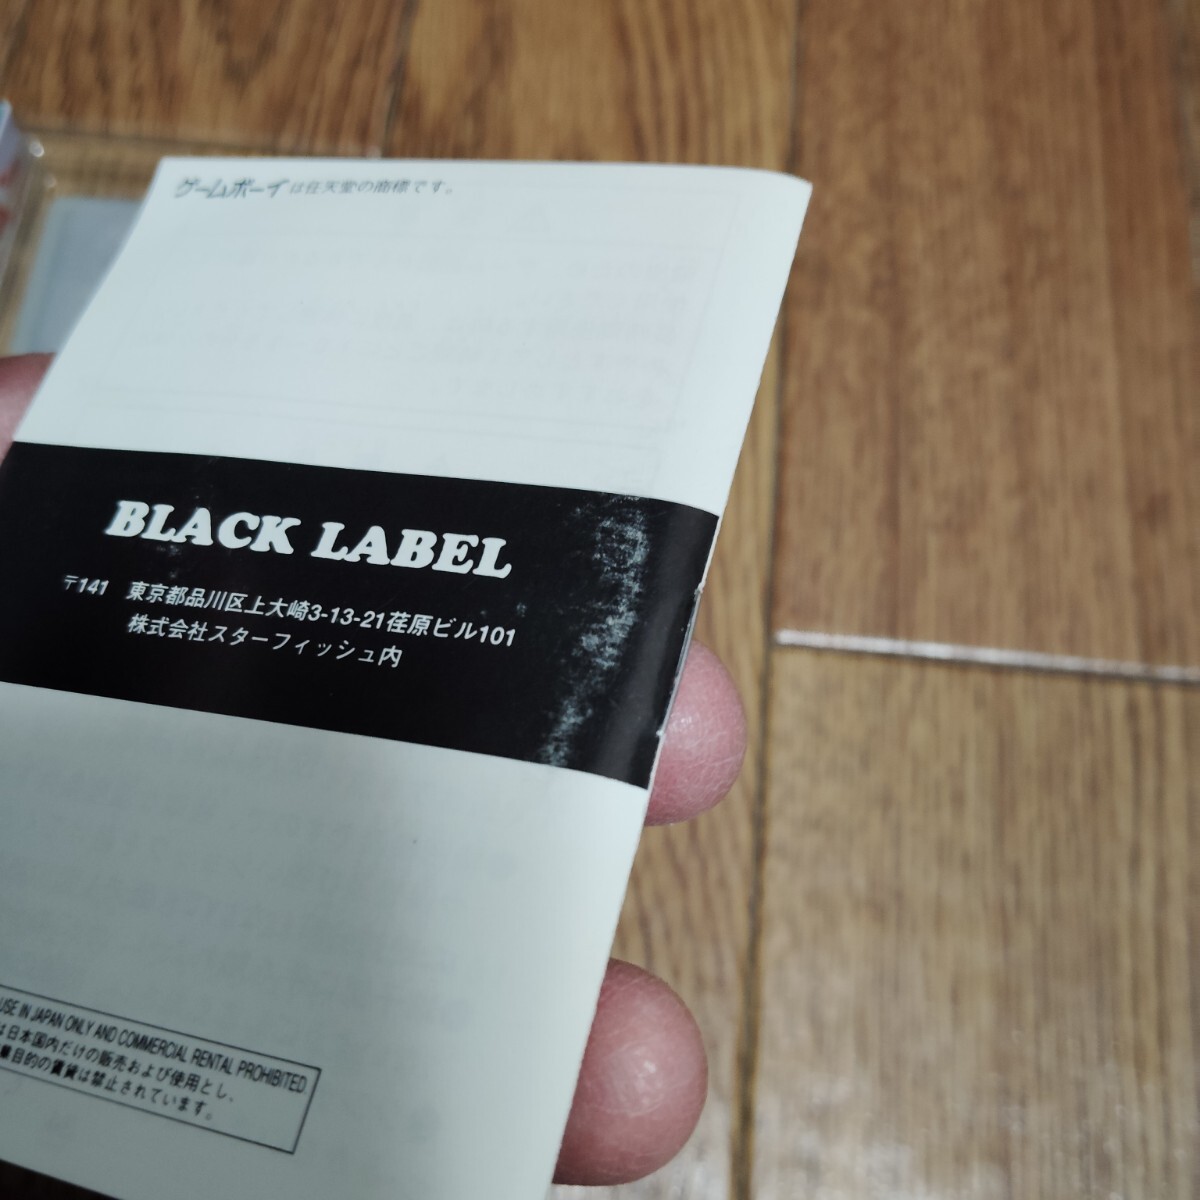 ゲームボーイは任天堂の商標です。
BLACK LABEL
〒141 東京都品川区上大崎3-13-21荏原ビル101
株式会社スターフィッシュ内
USE IN JAPAN ONLY AND COMMERCIAL RENTAL PROHIBITED.
は日本国内だけの販売および使用とし、
業目的の賃貸は禁止されています。